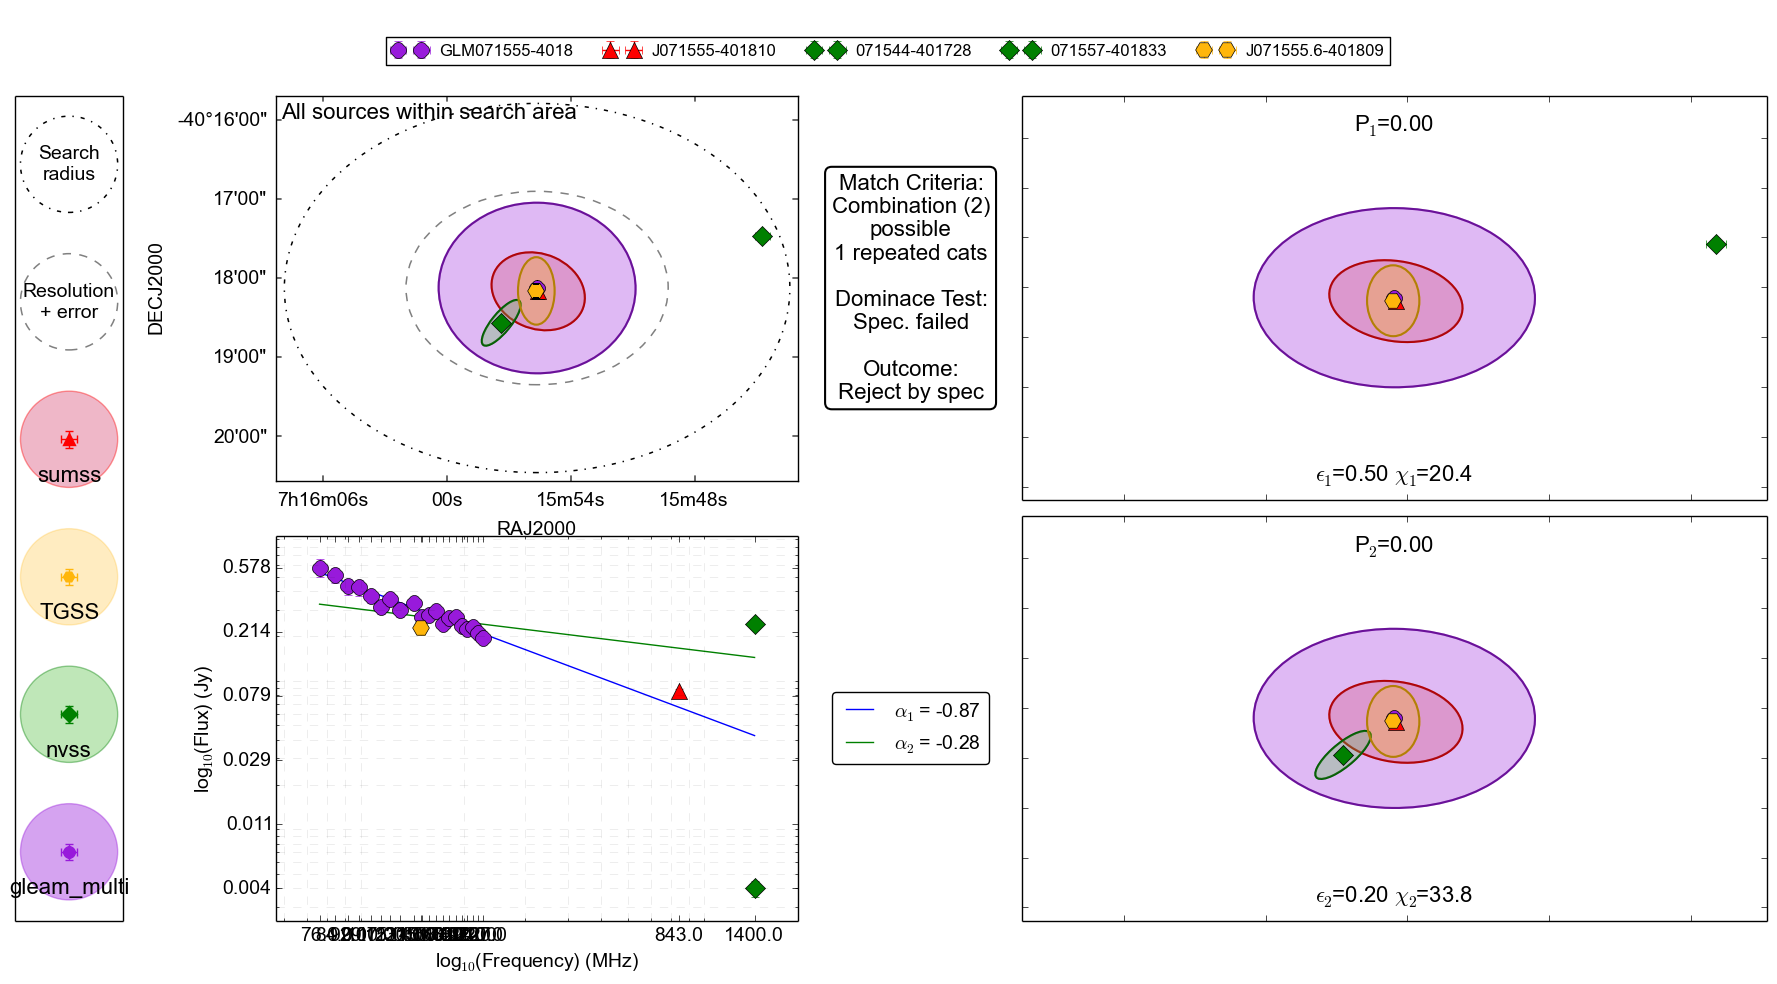 GLM071555-4018 J071555-401810 071544-401728 071557-401833 J071555.6-401809
Search
radius
Resolution
+ error
sumss
TGSS
nvss
gleam_multi
All sources within search area
DECJ2000
-40°16'00"
17'00"
18'00"
19'00"
20'00"
7h16m06s 00s 15m54s 15m48s
RAJ2000
Match Criteria:
Combination (2)
possible
1 repeated cats
Dominace Test:
Spec. failed
Outcome:
Reject by spec
P₁=0.00
ϵ₁=0.50 χ₁=20.4
log₁₀(Flux) (Jy)
0.578
0.214
0.079
0.029
0.011
0.004
843.0 1400.0
log₁₀(Frequency) (MHz)
α₁ = -0.87
α₂ = -0.28
P₂=0.00
ϵ₂=0.20 χ₂=33.8